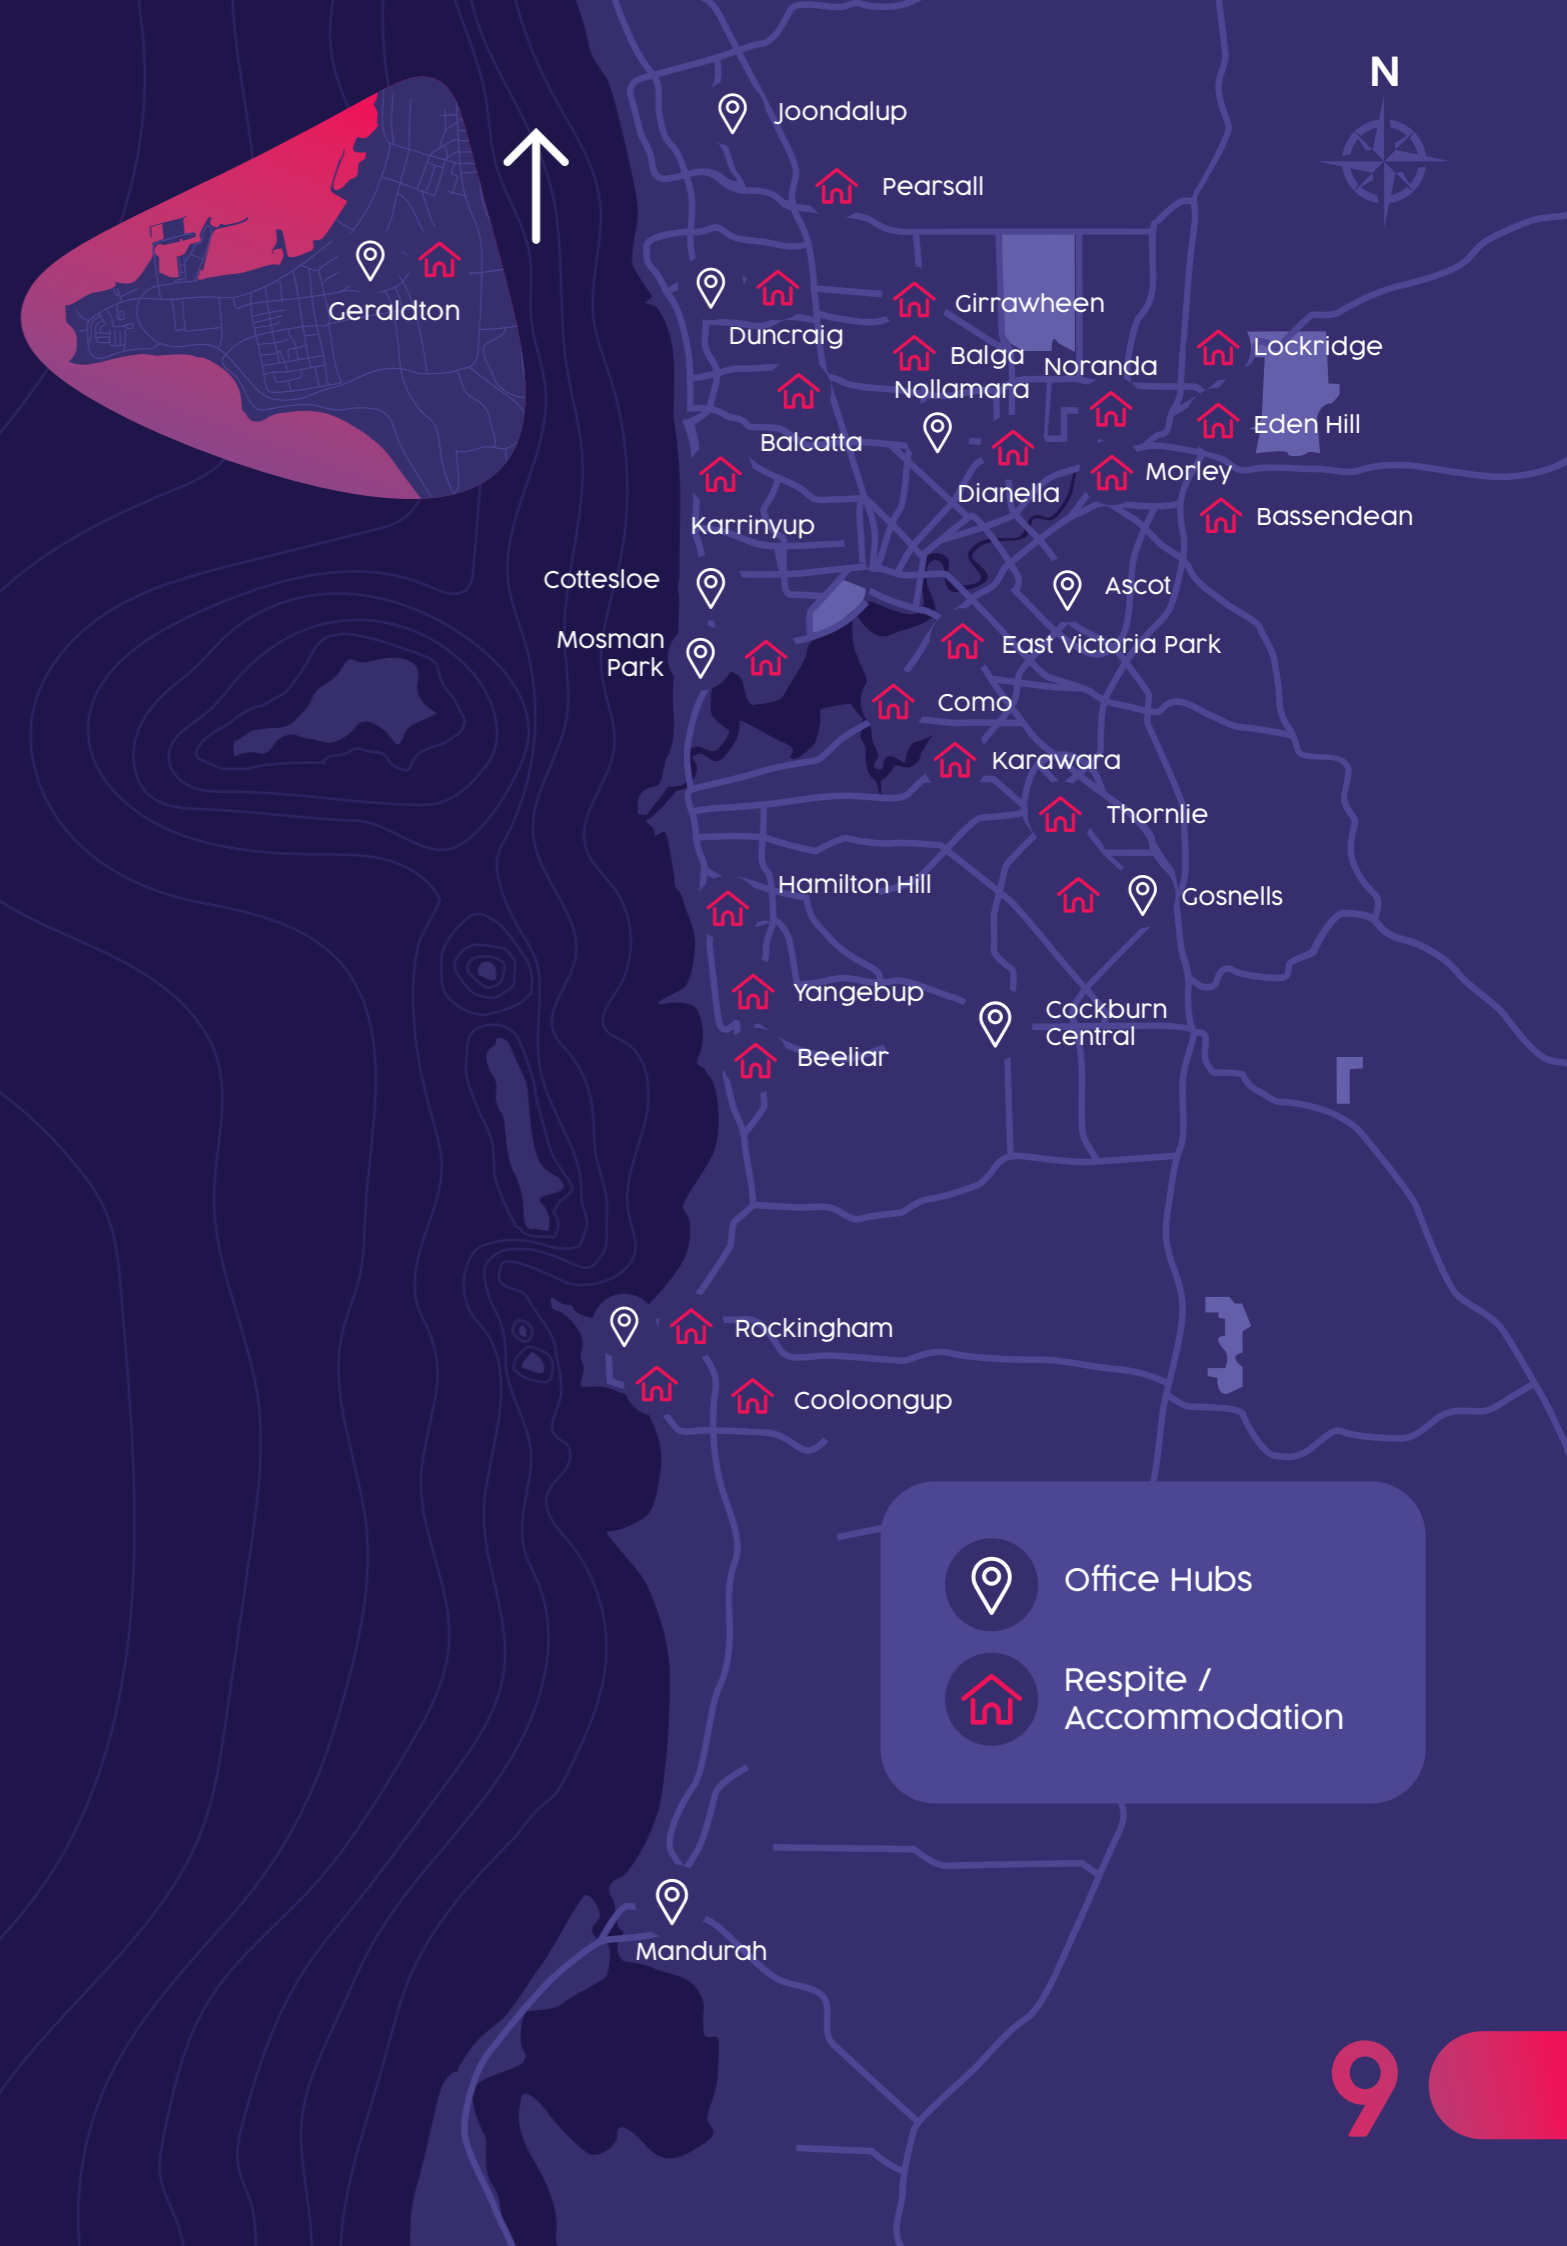 N
Joondalup
Pearsall
Geraldton
Duncraig
Girrawheen
Balga
Nollamara
Noranda
Lockridge
Balcatta
Eden Hill
Dianella
Morley
Karrinyup
Bassendean
Cottesloe
Ascot
Mosman
Park
East Victoria Park
Como
Karawara
Thornlie
Hamilton Hill
Gosnells
Yangebup
Cockburn
Central
Beeliar
Rockingham
Cooloongup
Office Hubs
Respite /
Accommodation
Mandurah
9